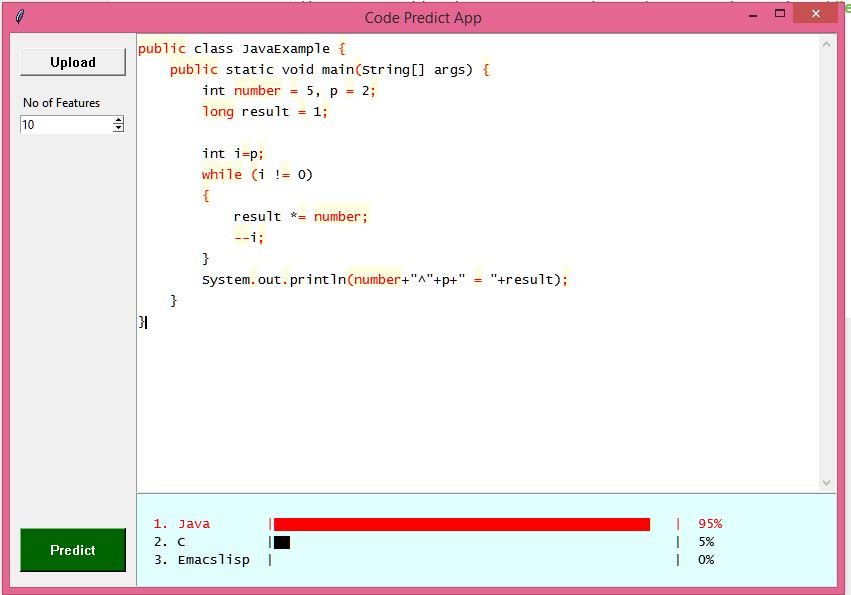 Code Predict App
Upload
No of Features
10
Predict
public class JavaExample {
    public static void main(String[] args) {
        int number = 5, p = 2;
        long result = 1;
        int i=p;
        while (i != 0)
        {
            result *= number;
            --i;
        }
        System.out.println(number+"^"+p+" = "+result);
    }
}
1. Java | | 95%
2. C | | 5%
3. Emacslisp | | 0%